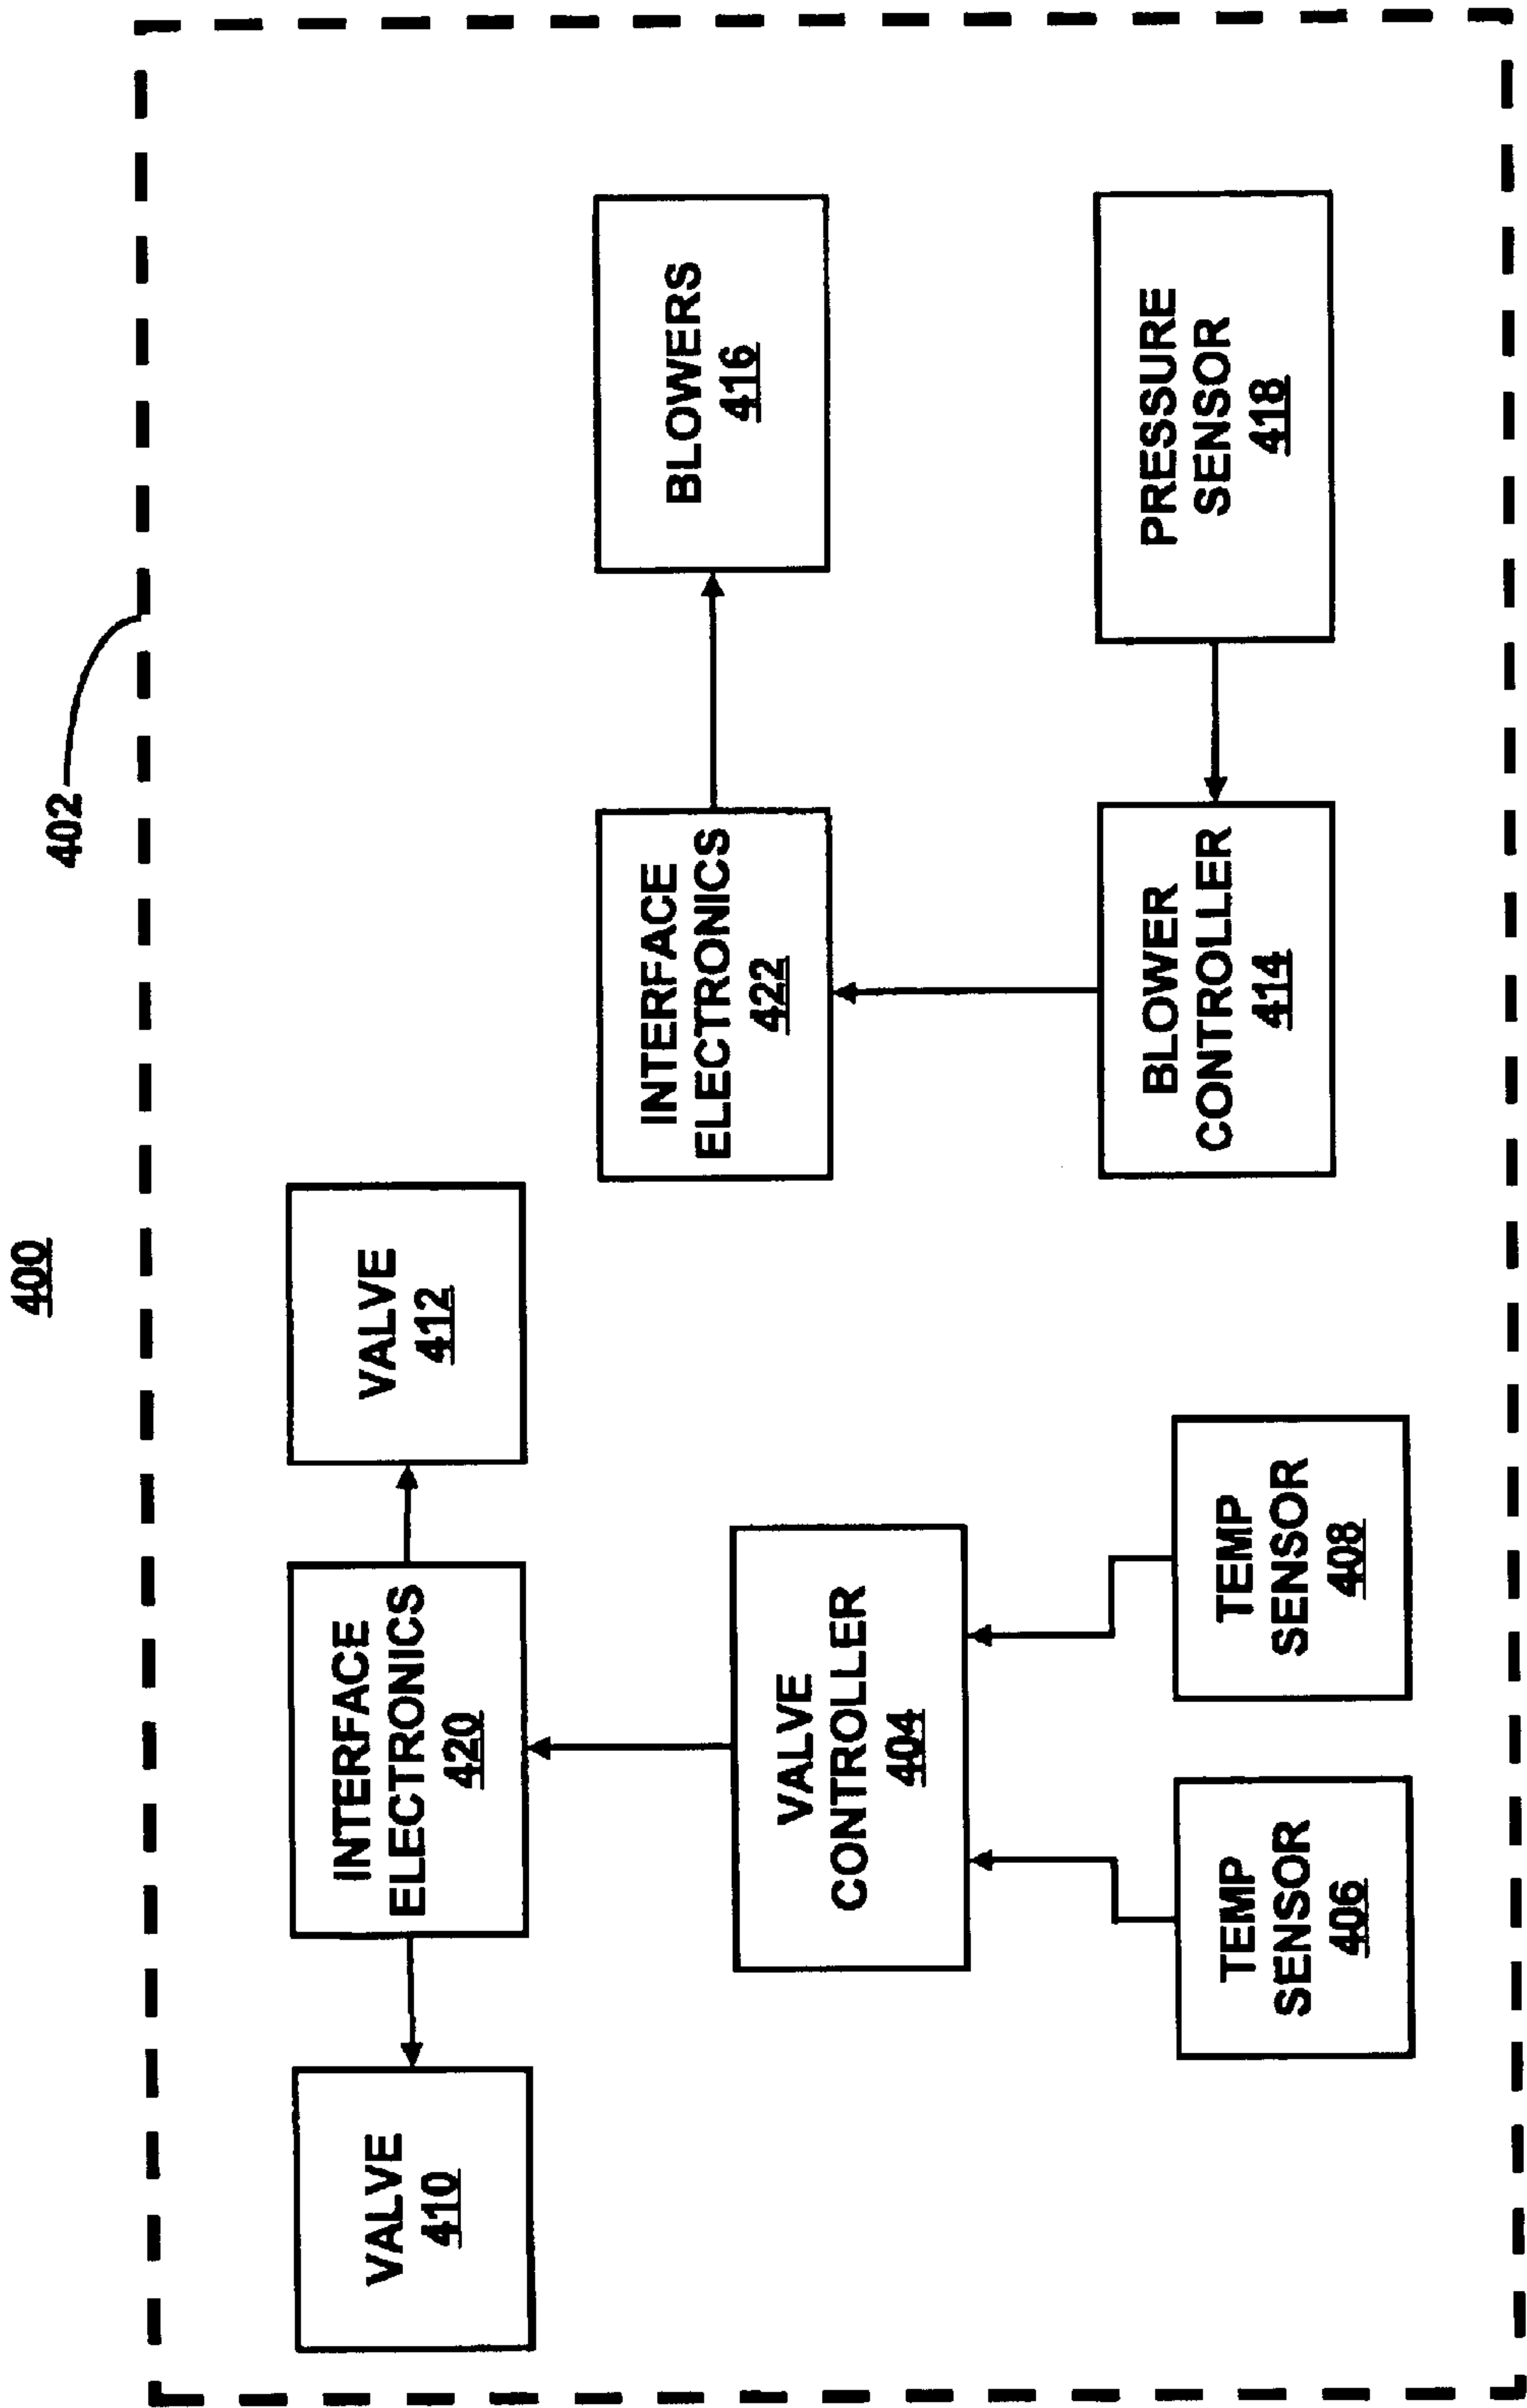 400
402
VALVE
410
INTERFACE
ELECTRONICS
420
VALVE
412
VALVE
CONTROLLER
404
TEMP
SENSOR
406
TEMP
SENSOR
408
INTERFACE
ELECTRONICS
422
BLOWERS
416
BLOWER
CONTROLLER
414
PRESSURE
SENSOR
418